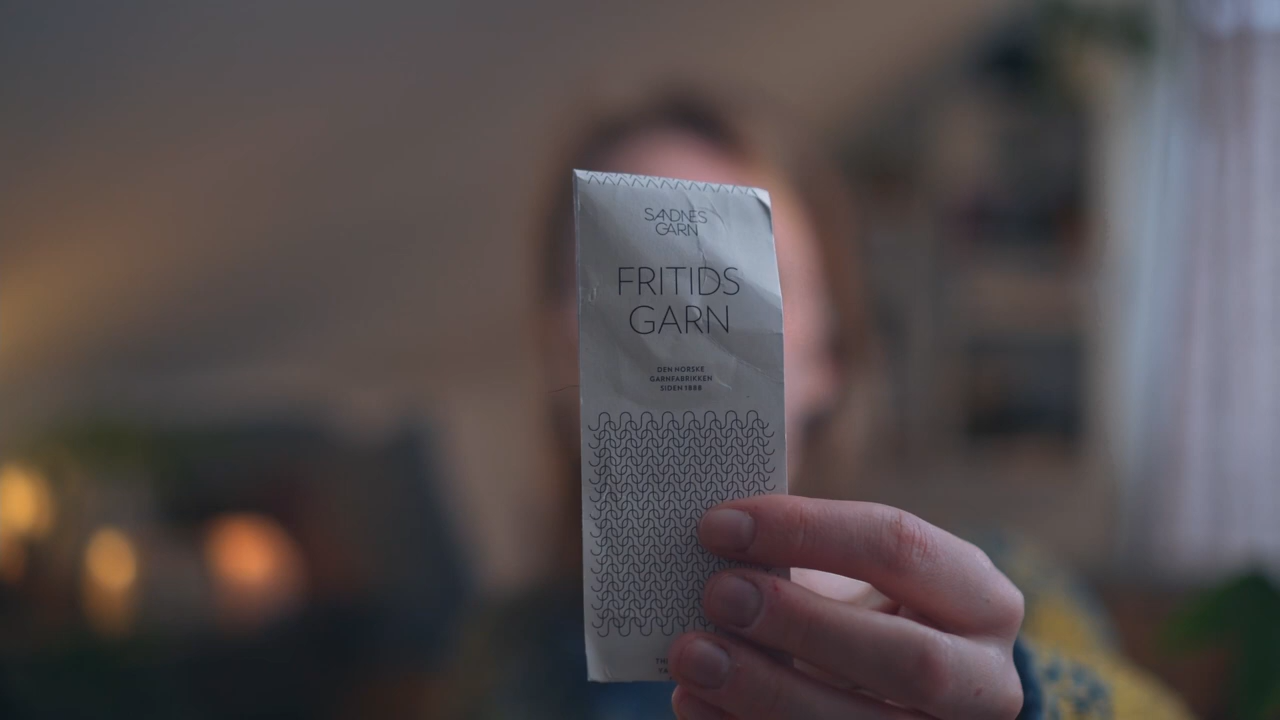 SANDNES
GARN
FRITIDS
GARN
DEN NORSKE
GARNFABRIKKEN
SIDEN 1888